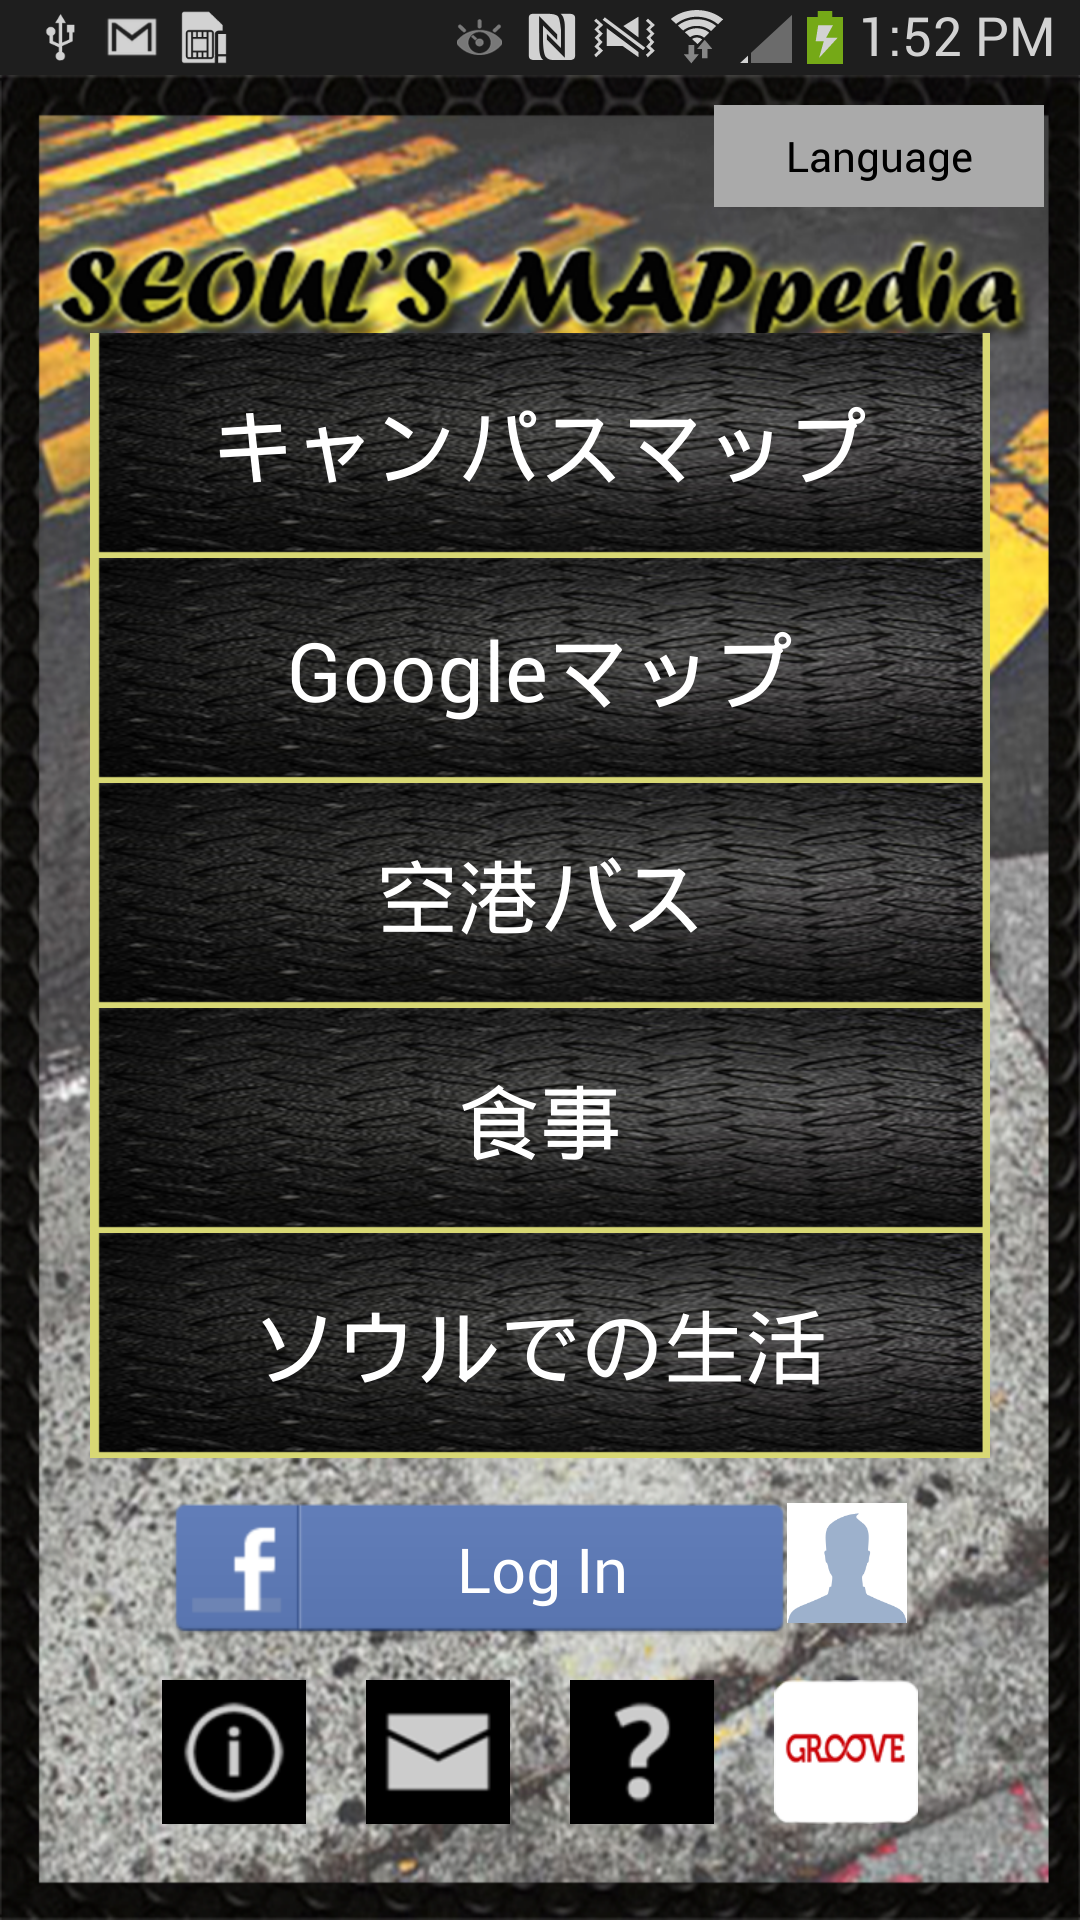 1:52 PM
Language
SEOUL'S MAPpedia
キャンパスマップ
Googleマップ
空港バス
食事
ソウルでの生活
f Log In
GROOVE